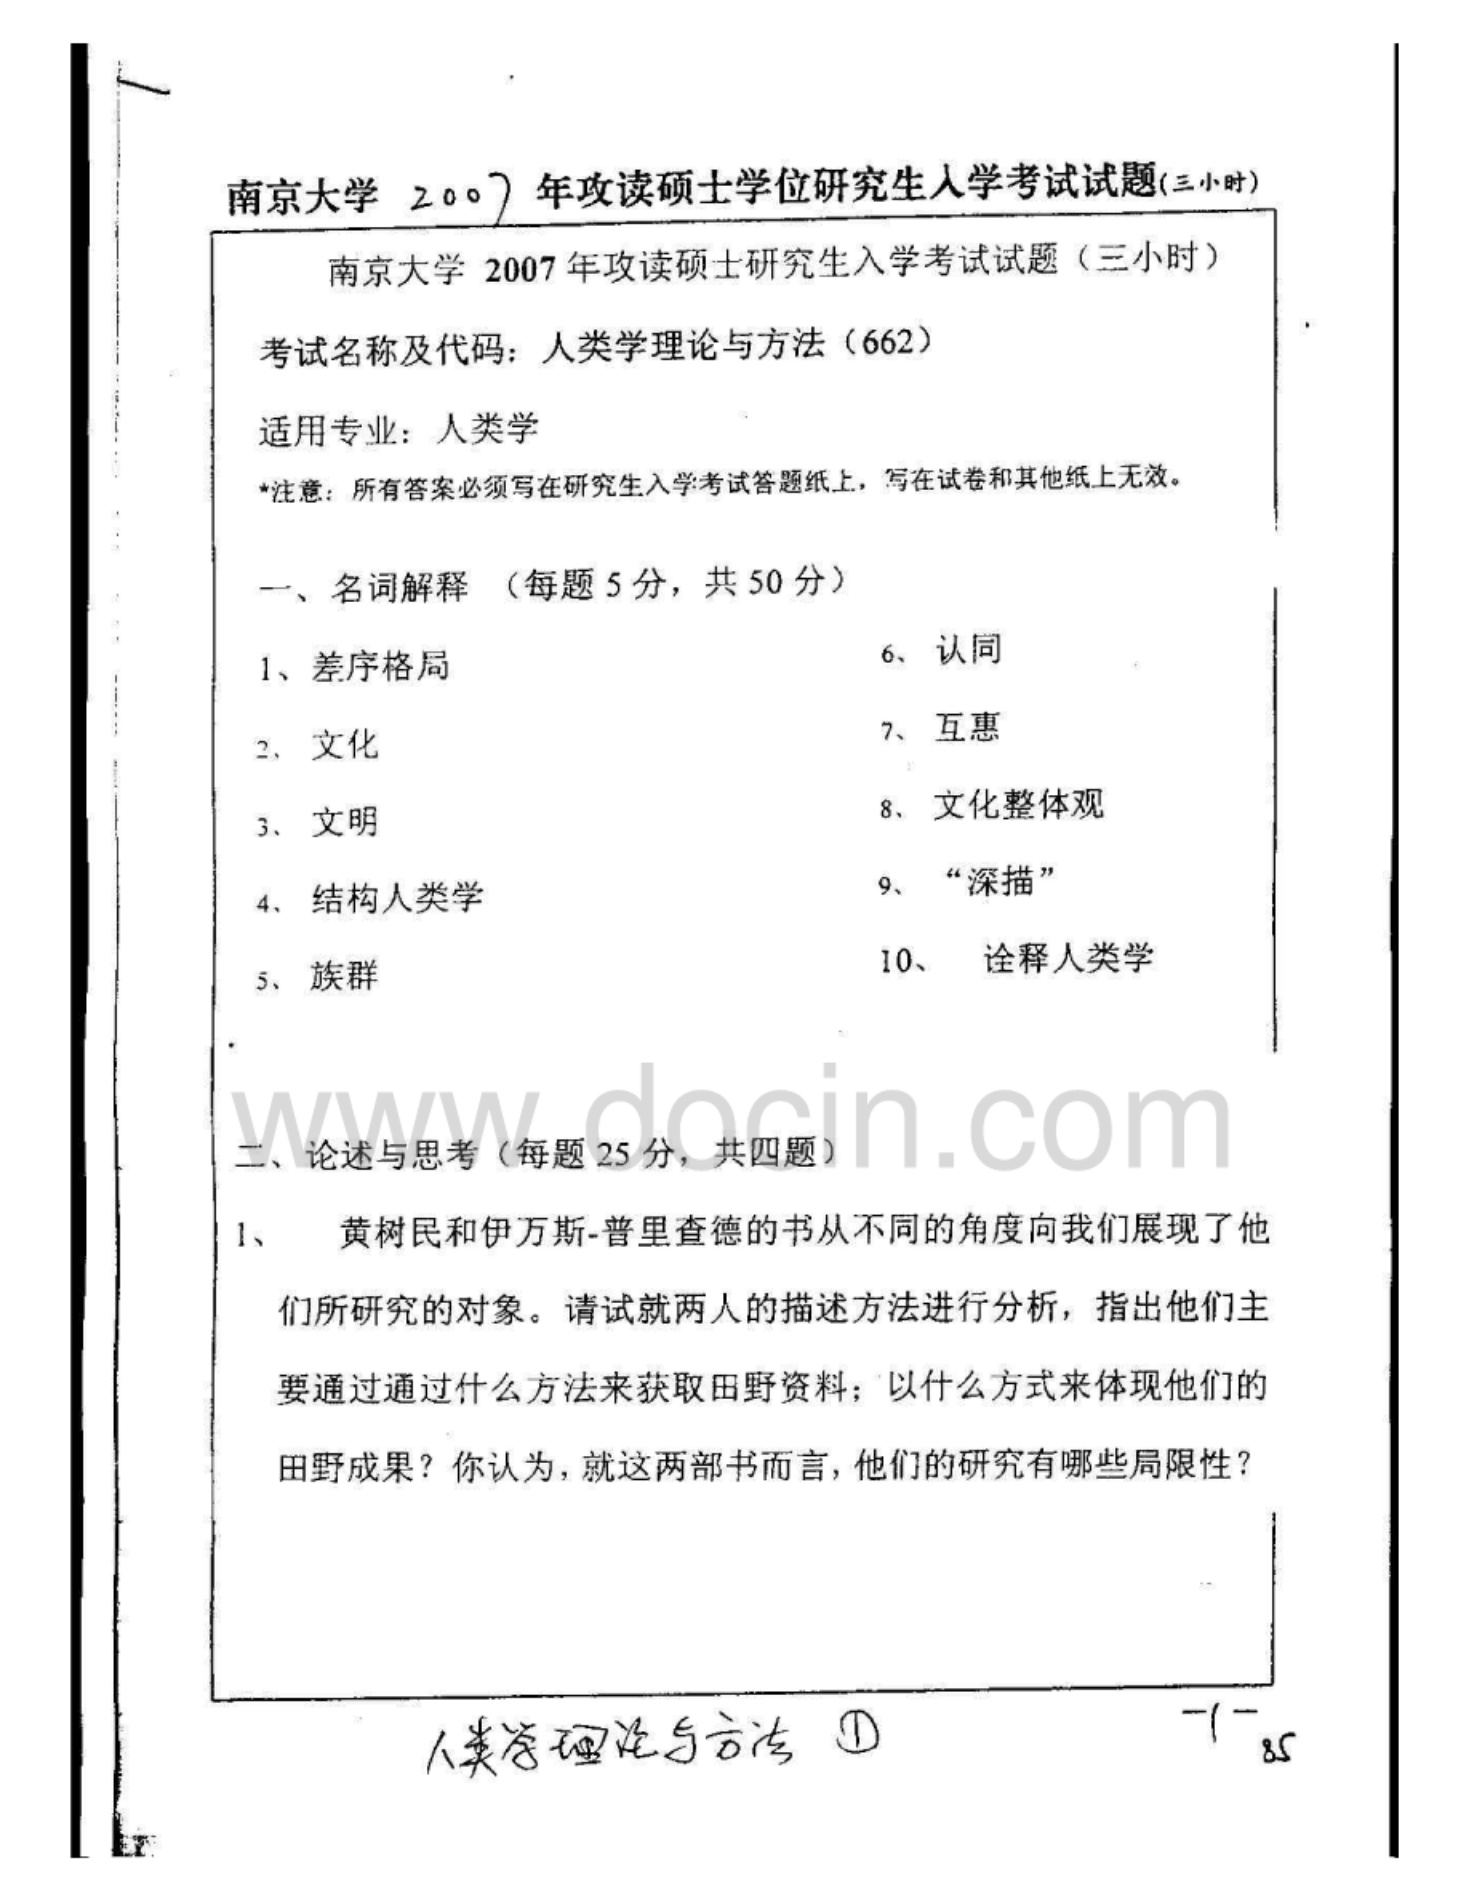 南京大学 2007 年攻读硕士学位研究生入学考试试题(三小时)
南京大学 2007 年攻读硕士研究生入学考试试题（三小时）
考试名称及代码：人类学理论与方法（662）
适用专业：人类学
*注意：所有答案必须写在研究生入学考试答题纸上，写在试卷和其他纸上无效。
一、名词解释 （每题 5 分，共 50 分）
1、差序格局
2、文化
3、文明
4、结构人类学
5、族群
6、认同
7、互惠
8、文化整体观
9、“深描”
10、 诠释人类学
www.docin.com
二、论述与思考（每题 25 分，共四题）
1、 黄树民和伊万斯-普里查德的书从不同的角度向我们展现了他
们所研究的对象。请试就两人的描述方法进行分析，指出他们主
要通过通过什么方法来获取田野资料；以什么方式来体现他们的
田野成果？你认为，就这两部书而言，他们的研究有哪些局限性？
人类学理论与方法 ①
-1-
85